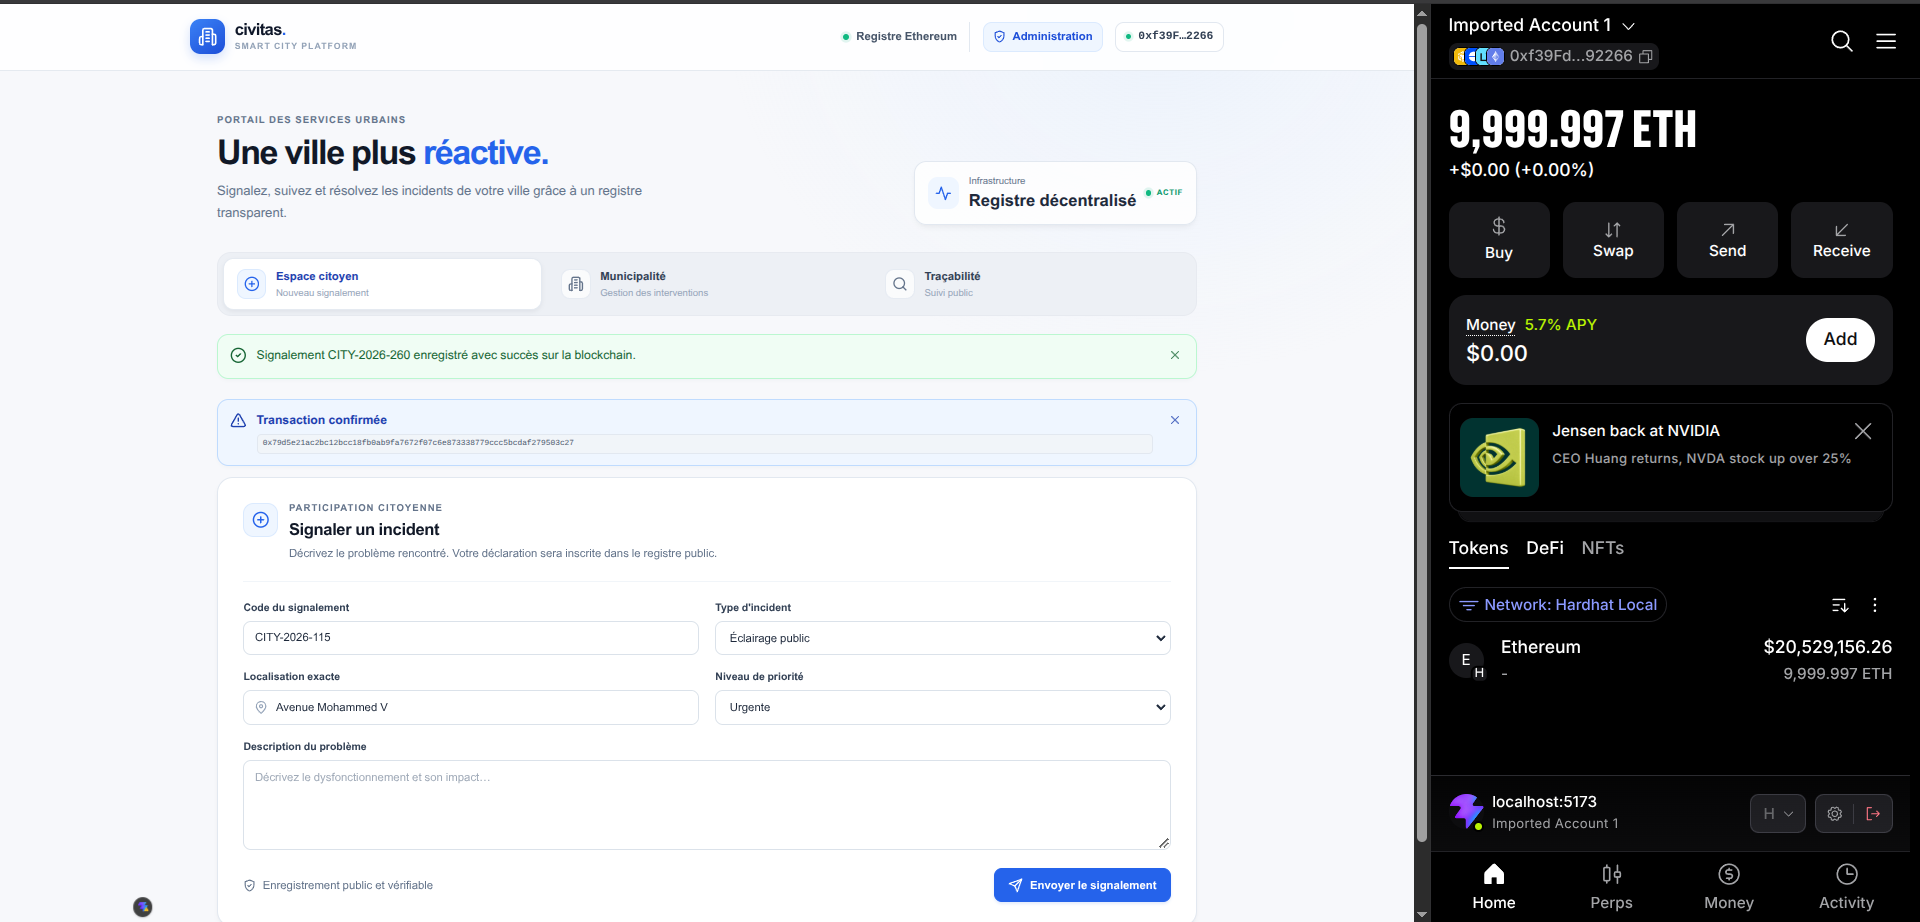 civitas.
SMART CITY PLATFORM
Registre Ethereum
Administration
0xf39F…2266
PORTAIL DES SERVICES URBAINS
Une ville plus réactive.
Signalez, suivez et résolvez les incidents de votre ville grâce à un registre
transparent.
Infrastructure
Registre décentralisé
ACTIF
Espace citoyen
Nouveau signalement
Municipalité
Gestion des interventions
Traçabilité
Suivi public
Signalement CITY-2026-260 enregistré avec succès sur la blockchain.
Transaction confirmée
0x79d5e21ac2bc12bcc18fb0ab9fa7672f07c6e873338779ccc5bcdaf279503c27
PARTICIPATION CITOYENNE
Signaler un incident
Décrivez le problème rencontré. Votre déclaration sera inscrite dans le registre public.
Code du signalement
CITY-2026-115
Type d'incident
Éclairage public
Localisation exacte
Avenue Mohammed V
Niveau de priorité
Urgente
Description du problème
Décrivez le dysfonctionnement et son impact…
Enregistrement public et vérifiable
Envoyer le signalement
Imported Account 1
0xf39Fd...92266
9,999.997 ETH
+$0.00 (+0.00%)
Buy
Swap
Send
Receive
Money 5.7% APY
$0.00
Add
Jensen back at NVIDIA
CEO Huang returns, NVDA stock up over 25%
Tokens DeFi NFTs
Network: Hardhat Local
E
H
Ethereum
-
$20,529,156.26
9,999.997 ETH
localhost:5173
Imported Account 1
H
Home
Perps
Money
Activity